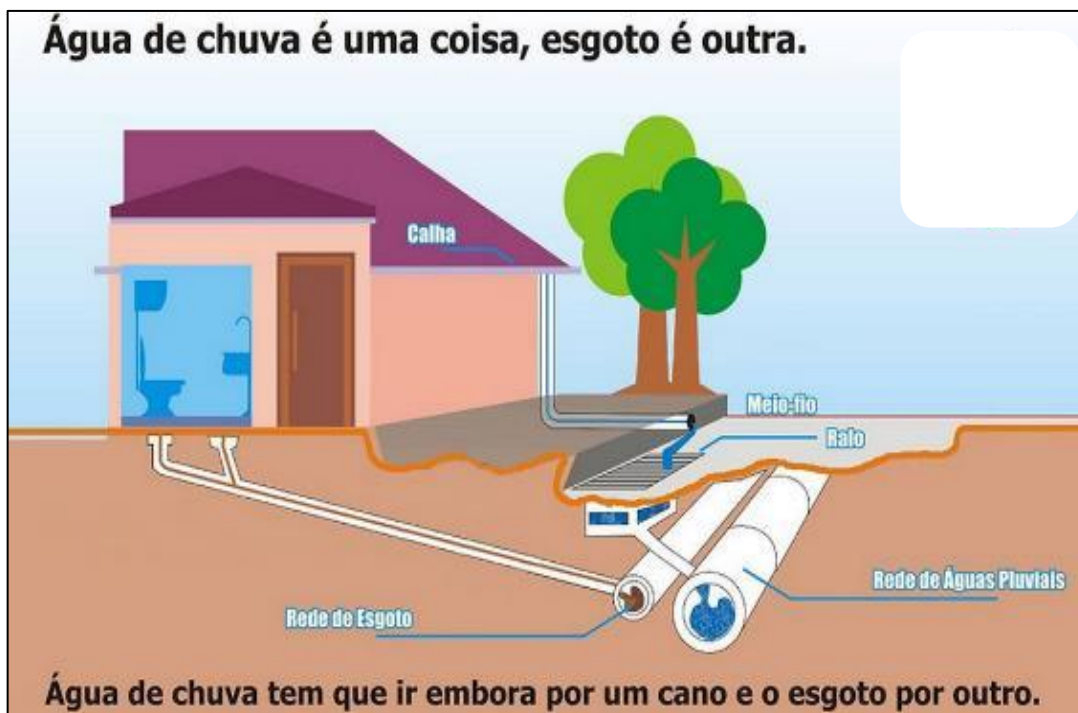 Água de chuva é uma coisa, esgoto é outra.
Calha
Meio-fio
Ralo
Rede de Águas Pluviais
Rede de Esgoto
Água de chuva tem que ir embora por um cano e o esgoto por outro.